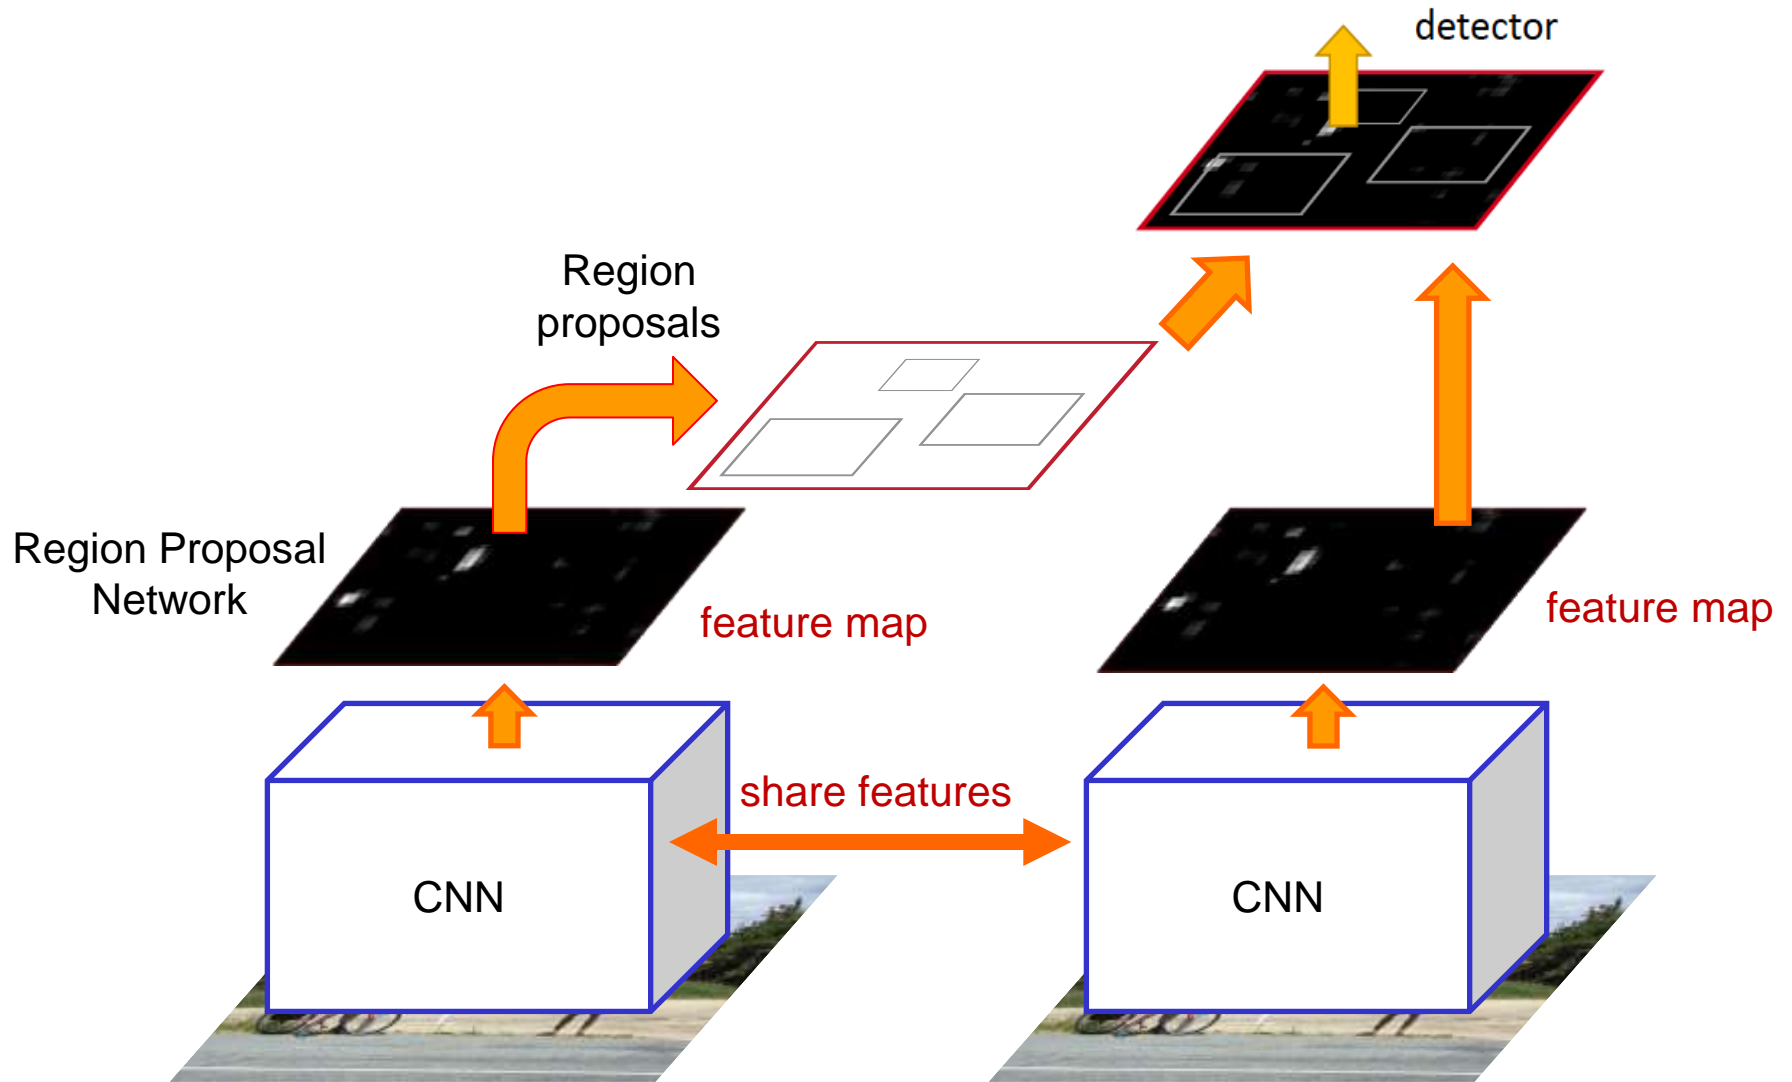 detector
Region
proposals
Region Proposal
Network
feature map
feature map
share features
CNN
CNN